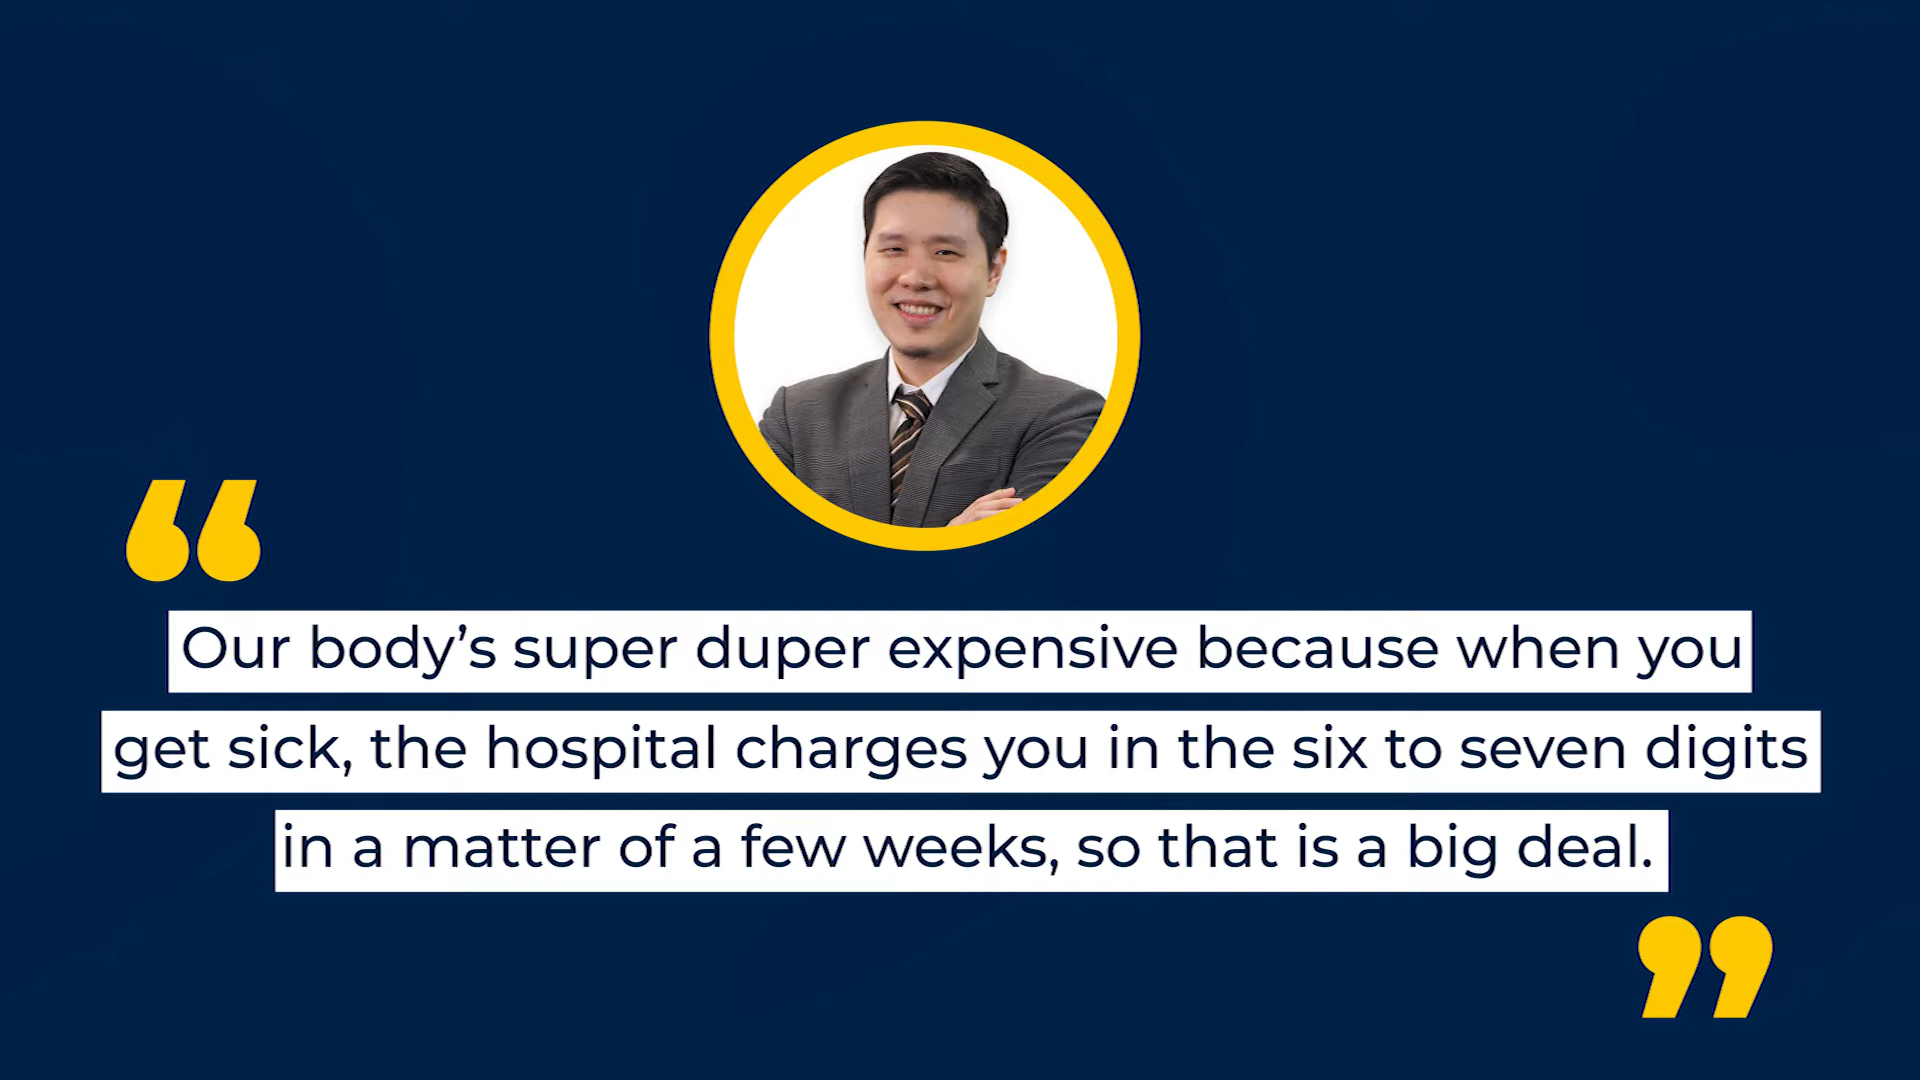 “
Our body’s super duper expensive because when you
get sick, the hospital charges you in the six to seven digits
in a matter of a few weeks, so that is a big deal.
”